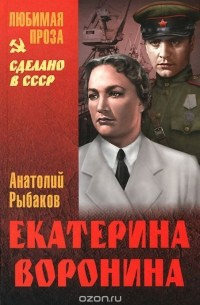 ЛЮБИМАЯ
ПРОЗА
СДЕЛАНО
В СССР
Анатолий
Рыбаков
ЕКАТЕРИНА
ВОРОНИНА
ozon.ru